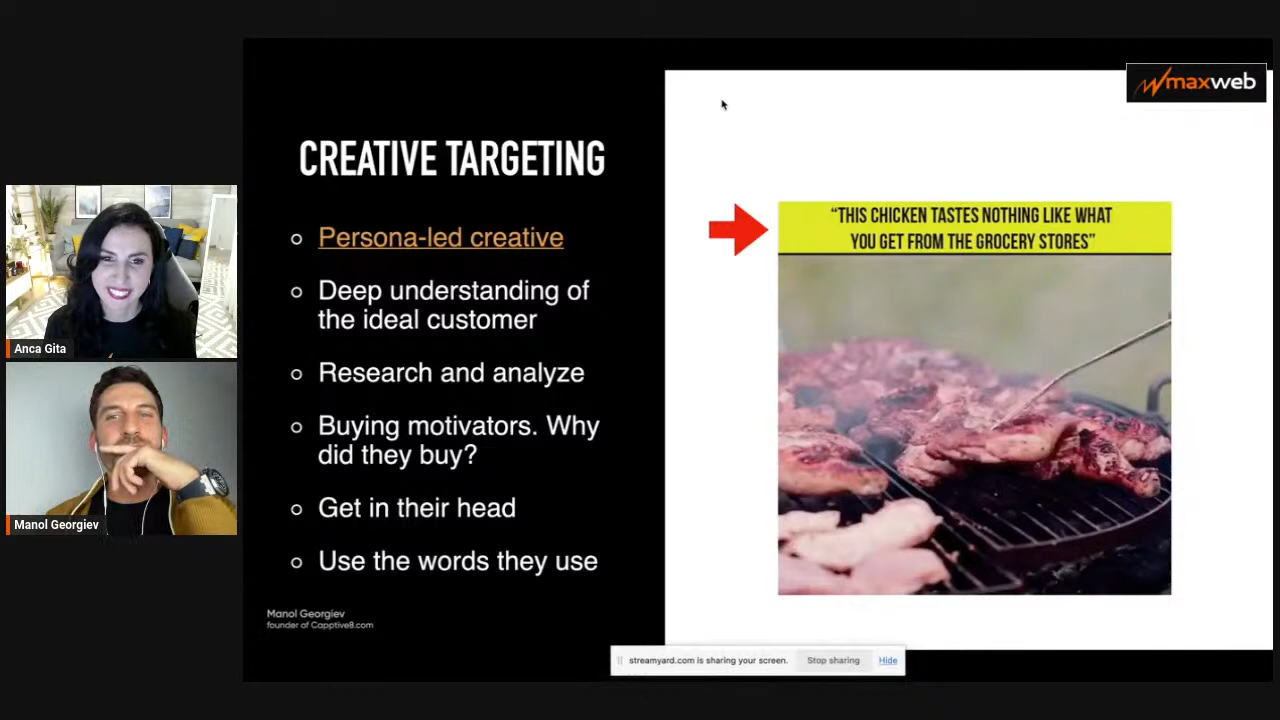 maxweb
CREATIVE TARGETING
Persona-led creative
Deep understanding of
the ideal customer
Research and analyze
Buying motivators. Why
did they buy?
Get in their head
Use the words they use
Manol Georgiev
founder of Capptive8.com
“THIS CHICKEN TASTES NOTHING LIKE WHAT
YOU GET FROM THE GROCERY STORES”
Anca Gita
Manol Georgiev
streamyard.com is sharing your screen.
Stop sharing
Hide